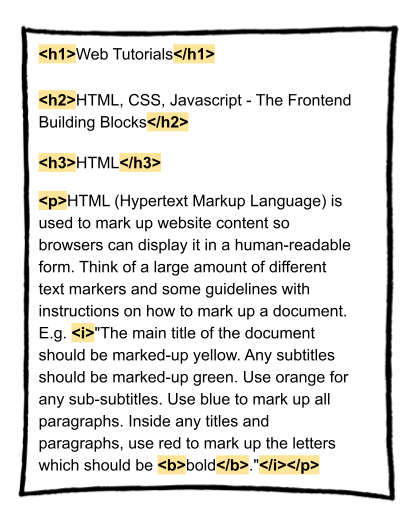 <h1>Web Tutorials</h1>
<h2>HTML, CSS, Javascript - The Frontend
Building Blocks</h2>
<h3>HTML</h3>
<p>HTML (Hypertext Markup Language) is
used to mark up website content so
browsers can display it in a human-readable
form. Think of a large amount of different
text markers and some guidelines with
instructions on how to mark up a document.
E.g. <i>"The main title of the document
should be marked-up yellow. Any subtitles
should be marked-up green. Use orange for
any sub-subtitles. Use blue to mark up all
paragraphs. Inside any titles and
paragraphs, use red to mark up the letters
which should be <b>bold</b>."</i></p>